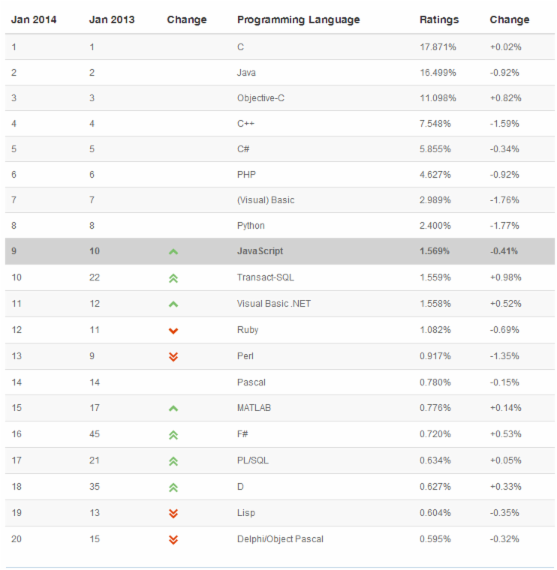 Jan 2014 Jan 2013 Change Programming Language Ratings Change
1 1 C 17.871% +0.02%
2 2 Java 16.499% -0.92%
3 3 Objective-C 11.098% +0.82%
4 4 C++ 7.548% -1.59%
5 5 C# 5.855% -0.34%
6 6 PHP 4.627% -0.92%
7 7 (Visual) Basic 2.989% -1.76%
8 8 Python 2.400% -1.77%
9 10 JavaScript 1.569% -0.41%
10 22 Transact-SQL 1.559% +0.98%
11 12 Visual Basic .NET 1.558% +0.52%
12 11 Ruby 1.082% -0.69%
13 9 Perl 0.917% -1.35%
14 14 Pascal 0.780% -0.15%
15 17 MATLAB 0.776% +0.14%
16 45 F# 0.720% +0.53%
17 21 PL/SQL 0.634% +0.05%
18 35 D 0.627% +0.33%
19 13 Lisp 0.604% -0.35%
20 15 Delphi/Object Pascal 0.595% -0.32%